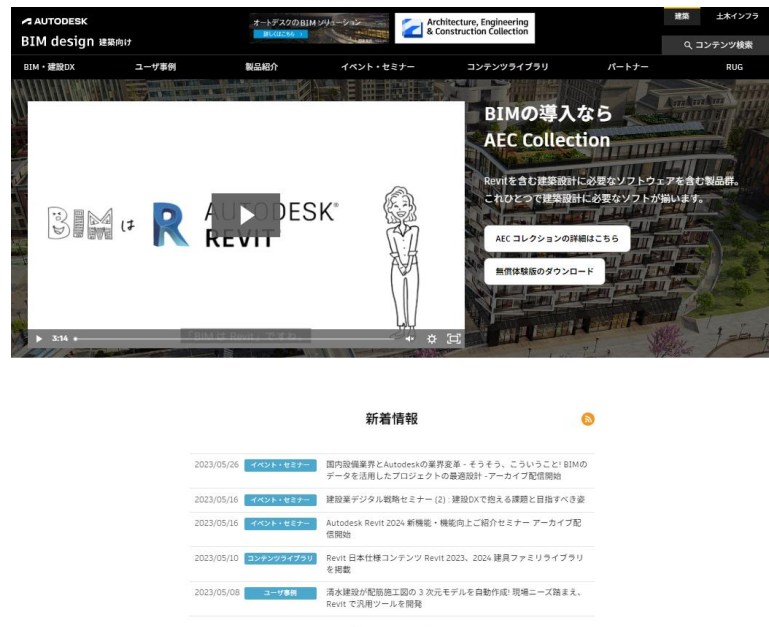 AUTODESK
BIM design 建築向け
オートデスクの BIM ソリューション
詳しくはこちら
Architecture, Engineering
& Construction Collection
建築
土木インフラ
コンテンツ検索
BIM・建設DX
ユーザ事例
製品紹介
イベント・セミナー
コンテンツライブラリ
パートナー
RUG
BIMの導入なら
AEC Collection
Revitを含む建築設計に必要なソフトウェアを含む製品群。
これひとつで建築設計に必要なソフトが揃います。
AEC コレクションの詳細はこちら
無償体験版のダウンロード
BIM は R AUTODESK®
REVIT
「BIM は Revit」ですね。
3:14
新着情報
2023/05/26 イベント・セミナー 国内設備業界とAutodeskの業界変革 - そうそう、こういうこと! BIMの
データを活用したプロジェクトの最適設計 -アーカイブ配信開始
2023/05/16 イベント・セミナー 建設業デジタル戦略セミナー (2) : 建設DXで抱える課題と目指すべき姿
2023/05/16 イベント・セミナー Autodesk Revit 2024 新機能・機能向上ご紹介セミナー アーカイブ配
信開始
2023/05/10 コンテンツライブラリ Revit 日本仕様コンテンツ Revit 2023、2024 建具ファミリライブラリ
を掲載
2023/05/08 ユーザ事例 清水建設が配筋施工図の 3 次元モデルを自動作成! 現場ニーズ踏まえ、
Revit で汎用ツールを開発